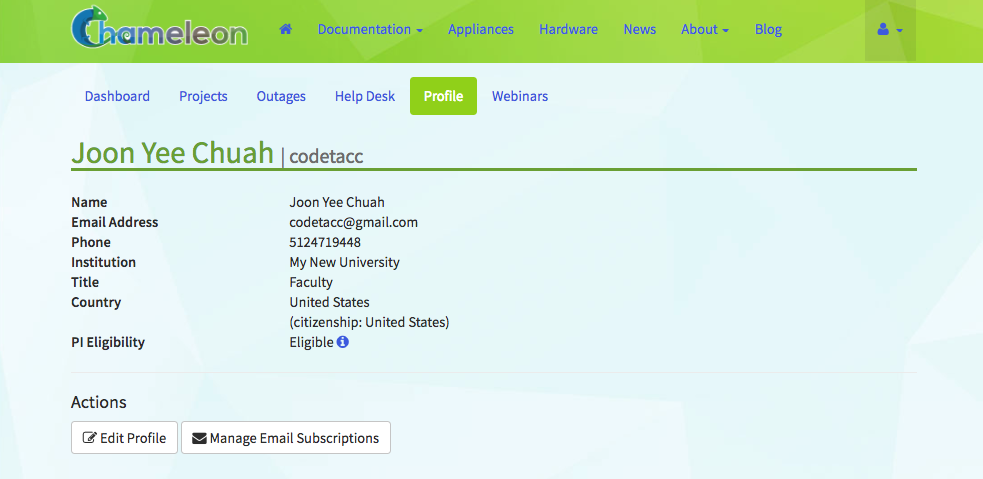 Chameleon
Documentation Appliances Hardware News About Blog
Dashboard Projects Outages Help Desk Profile Webinars
Joon Yee Chuah | codetacc
Name Joon Yee Chuah
Email Address codetacc@gmail.com
Phone 5124719448
Institution My New University
Title Faculty
Country United States
(citizenship: United States)
PI Eligibility Eligible
Actions
Edit Profile Manage Email Subscriptions